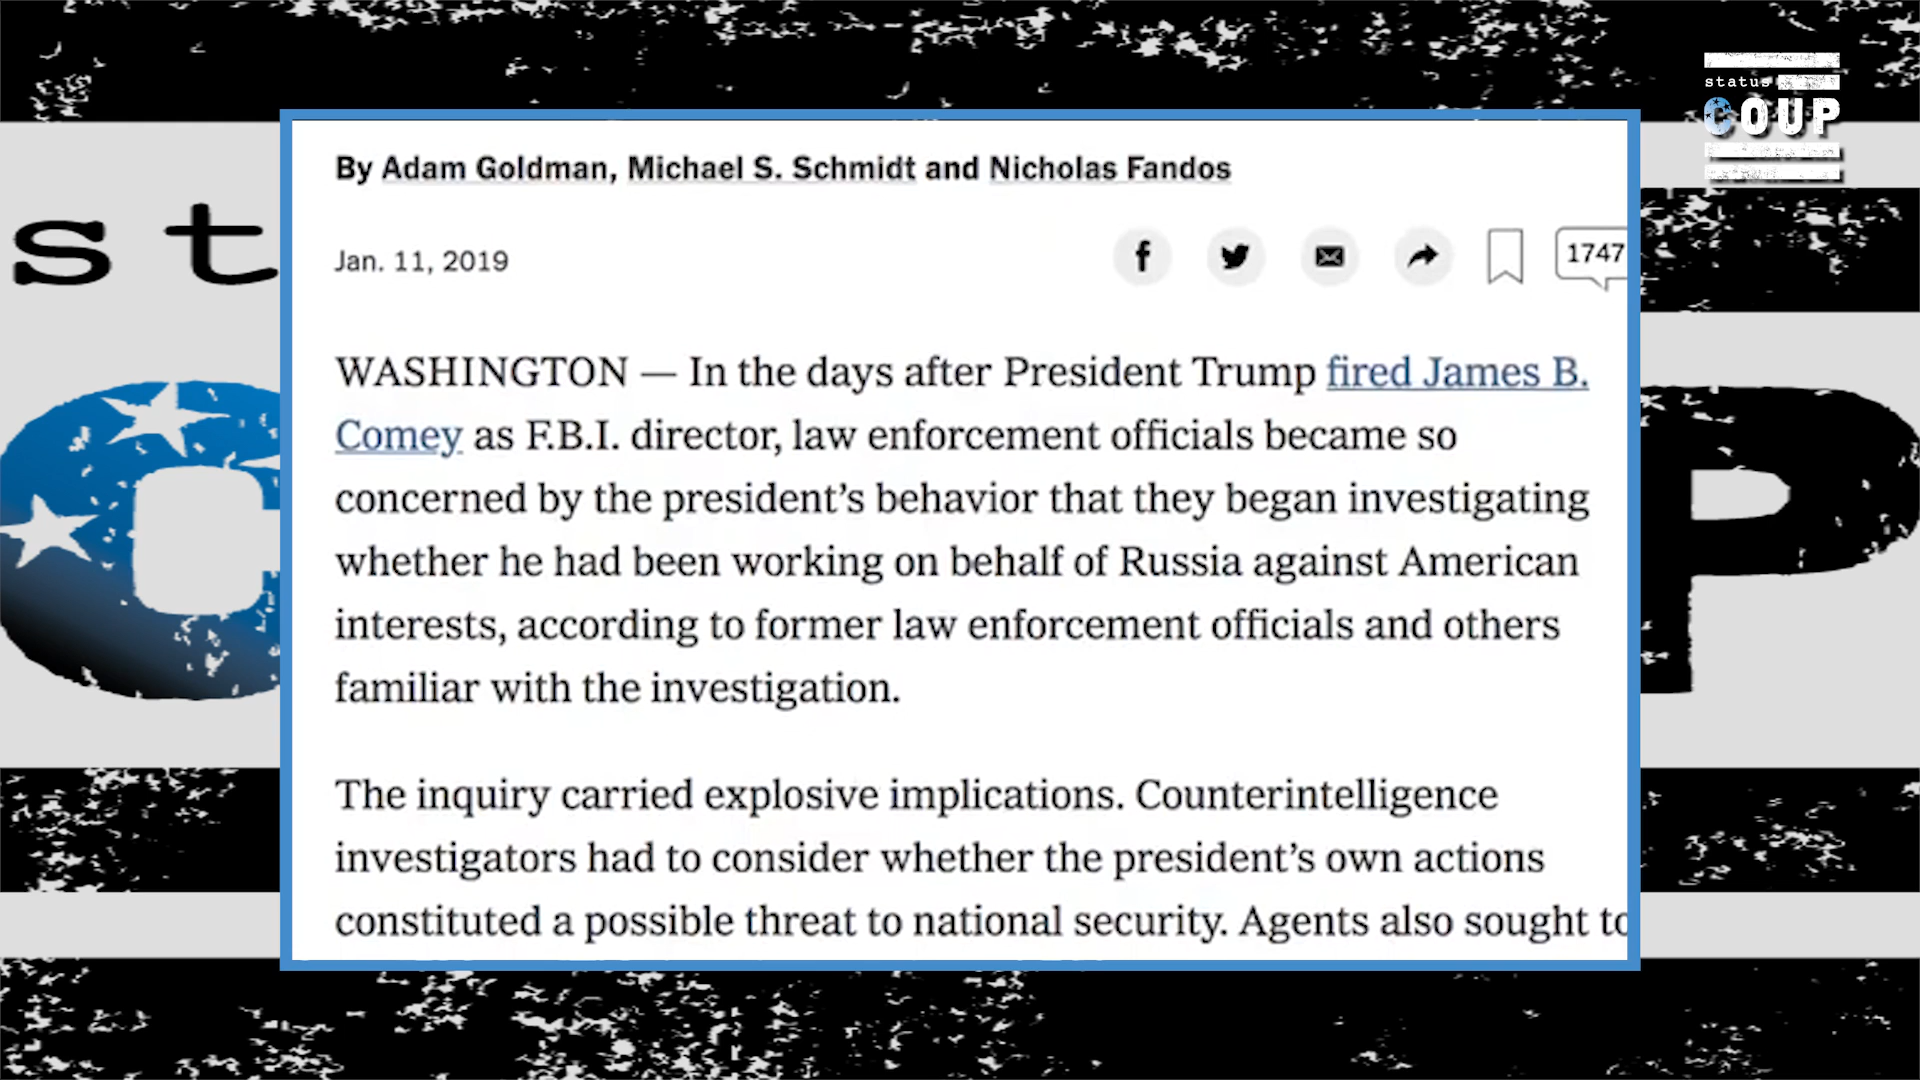 status
COUP
st
C
P
By Adam Goldman, Michael S. Schmidt and Nicholas Fandos
Jan. 11, 2019
1747
WASHINGTON — In the days after President Trump fired James B.
Comey as F.B.I. director, law enforcement officials became so
concerned by the president’s behavior that they began investigating
whether he had been working on behalf of Russia against American
interests, according to former law enforcement officials and others
familiar with the investigation.
The inquiry carried explosive implications. Counterintelligence
investigators had to consider whether the president’s own actions
constituted a possible threat to national security. Agents also sought to